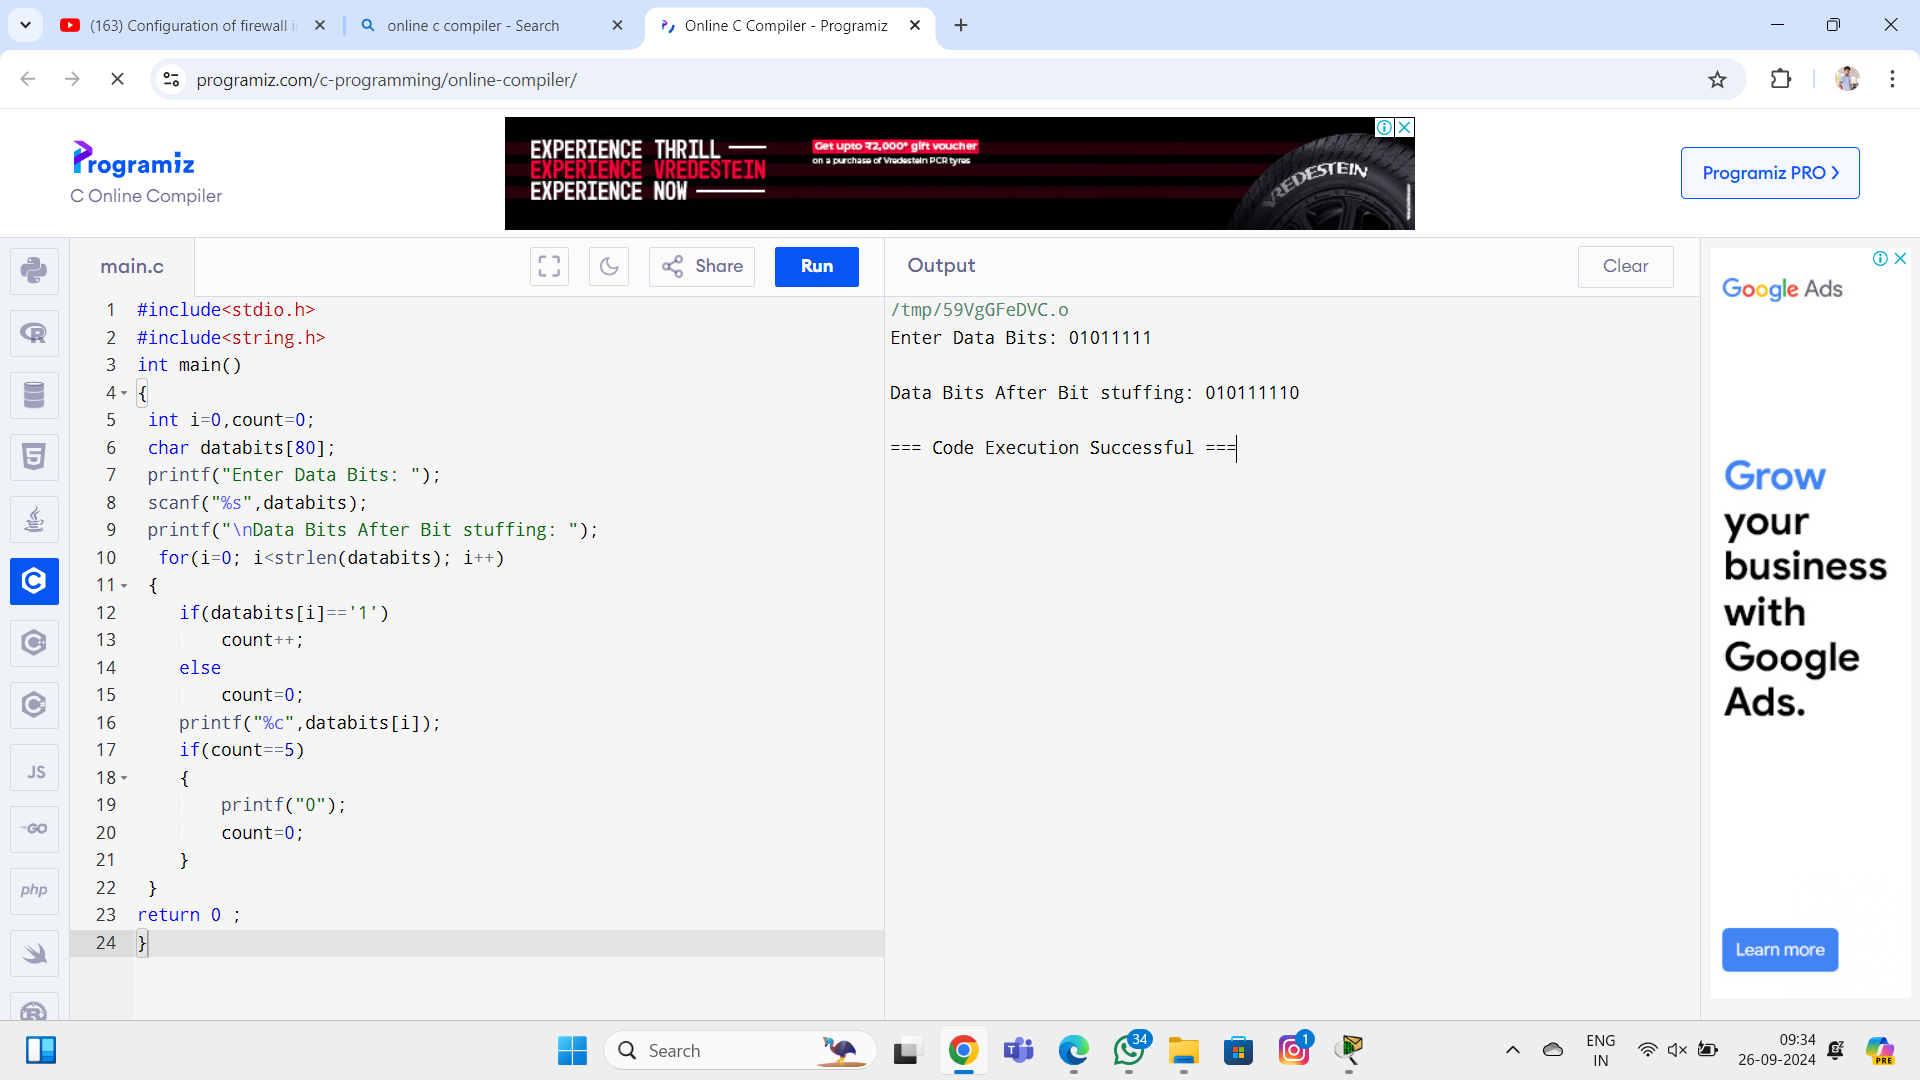 (163) Configuration of firewall in
online c compiler - Search
Online C Compiler - Programiz
programiz.com/c-programming/online-compiler/
Programiz
C Online Compiler
EXPERIENCE THRILL
EXPERIENCE VREDESTEIN
EXPERIENCE NOW
Get upto ₹2,000* gift voucher
on a purchase of Vredestein PCR tyres
VREDESTEIN
Programiz PRO
main.c
Share
Run
Output
Clear
1 #include<stdio.h>
2 #include<string.h>
3 int main()
4 {
5 int i=0,count=0;
6 char databits[80];
7 printf("Enter Data Bits: ");
8 scanf("%s",databits);
9 printf("\nData Bits After Bit stuffing: ");
10 for(i=0; i<strlen(databits); i++)
11 {
12 if(databits[i]=='1')
13 count++;
14 else
15 count=0;
16 printf("%c",databits[i]);
17 if(count==5)
18 {
19 printf("0");
20 count=0;
21 }
22 }
23 return 0 ;
24 }
/tmp/59VgGFeDVC.o
Enter Data Bits: 01011111
Data Bits After Bit stuffing: 010111110
=== Code Execution Successful ===
JS
GO
php
Google Ads
Grow
your
business
with
Google
Ads.
Learn more
Search
34
1
ENG
IN
09:34
26-09-2024
PRE